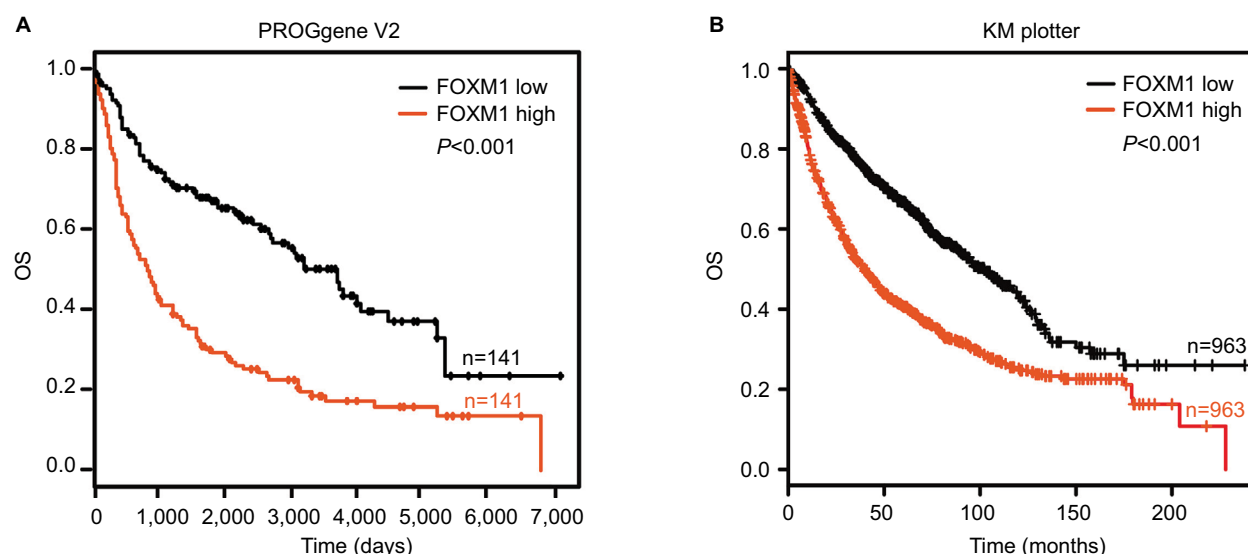 A
PROGgene V2
FOXM1 low
FOXM1 high
P<0.001
OS
1.0
0.8
0.6
0.4
0.2
0.0
n=141
n=141
0 1,000 2,000 3,000 4,000 5,000 6,000 7,000
Time (days)
B
KM plotter
FOXM1 low
FOXM1 high
P<0.001
OS
1.0
0.8
0.6
0.4
0.2
0.0
n=963
n=963
0 50 100 150 200
Time (months)